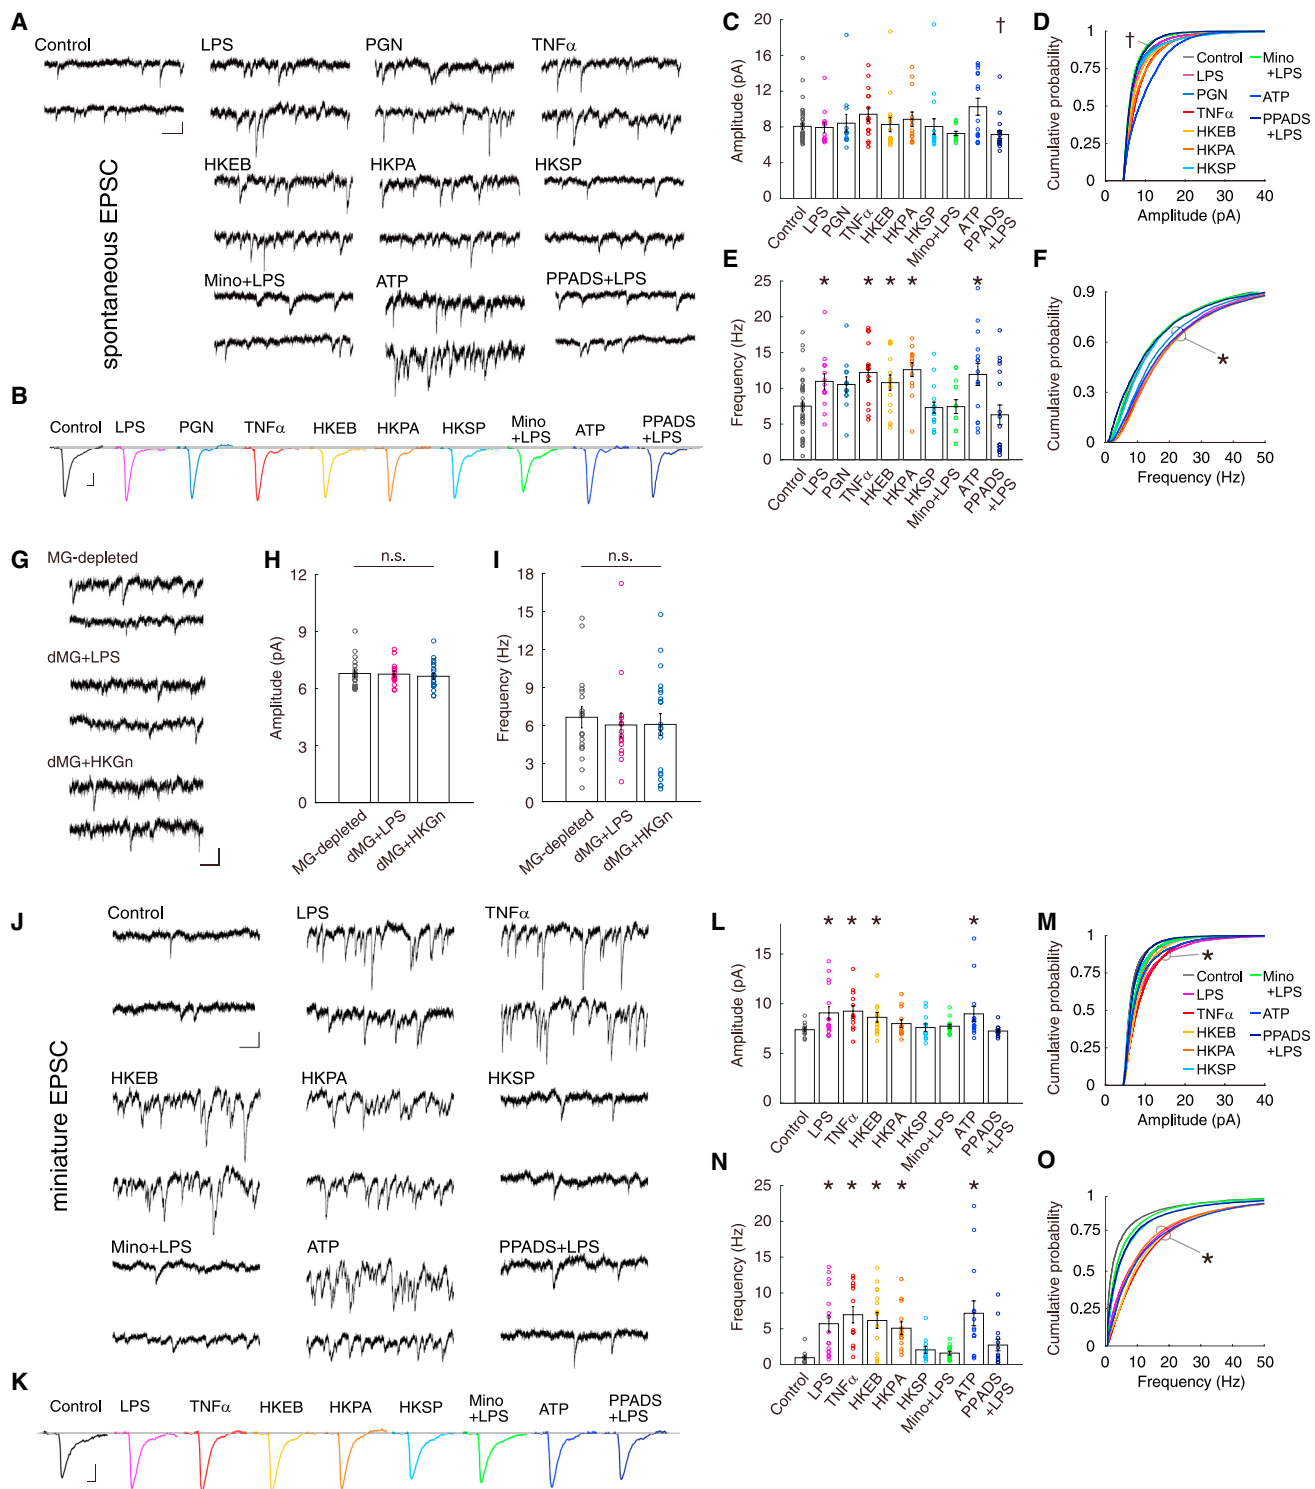 A
Control
LPS
PGN
TNFα
HKEB
HKPA
HKSP
Mino+LPS
ATP
PPADS+LPS
spontaneous EPSC
B
Control
LPS
PGN
TNFα
HKEB
HKPA
HKSP
Mino
+LPS
ATP
PPADS
+LPS
C
Amplitude (pA)
20
16
12
8
4
0
†
Control
LPS
PGN
TNFα
HKEB
HKPA
HKSP
Mino+LPS
ATP
PPADS
+LPS
D
Cumulative probability
1
0.75
0.5
0.25
0
†
Control
LPS
PGN
TNFα
HKEB
HKPA
HKSP
Mino
+LPS
ATP
PPADS
+LPS
0 10 20 30 40
Amplitude (pA)
E
Frequency (Hz)
25
20
15
10
5
0
* * * * *
Control
LPS
PGN
TNFα
HKEB
HKPA
HKSP
Mino+LPS
ATP
PPADS
+LPS
F
Cumulative probability
0.9
0.6
0.3
0
*
0 10 20 30 40 50
Frequency (Hz)
G
MG-depleted
dMG+LPS
dMG+HKGn
H
n.s.
Amplitude (pA)
12
9
6
3
0
MG-depleted
dMG+LPS
dMG+HKGn
I
n.s.
Frequency (Hz)
18
15
12
9
6
3
0
MG-depleted
dMG+LPS
dMG+HKGn
J
Control
LPS
TNFα
HKEB
HKPA
HKSP
Mino+LPS
ATP
PPADS+LPS
miniature EPSC
K
Control
LPS
TNFα
HKEB
HKPA
HKSP
Mino
+LPS
ATP
PPADS
+LPS
L
Amplitude (pA)
15
10
5
0
* * * *
Control
LPS
TNFα
HKEB
HKPA
HKSP
Mino+LPS
ATP
PPADS
+LPS
M
Cumulative probability
1
0.75
0.5
0.25
0
*
Control
LPS
TNFα
HKEB
HKPA
HKSP
Mino
+LPS
ATP
PPADS
+LPS
0 10 20 30 40
Amplitude (pA)
N
Frequency (Hz)
25
20
15
10
5
0
* * * * *
Control
LPS
TNFα
HKEB
HKPA
HKSP
Mino+LPS
ATP
PPADS
+LPS
O
Cumulative probability
1
0.75
0.5
0.25
0
*
0 10 20 30 40 50
Frequency (Hz)